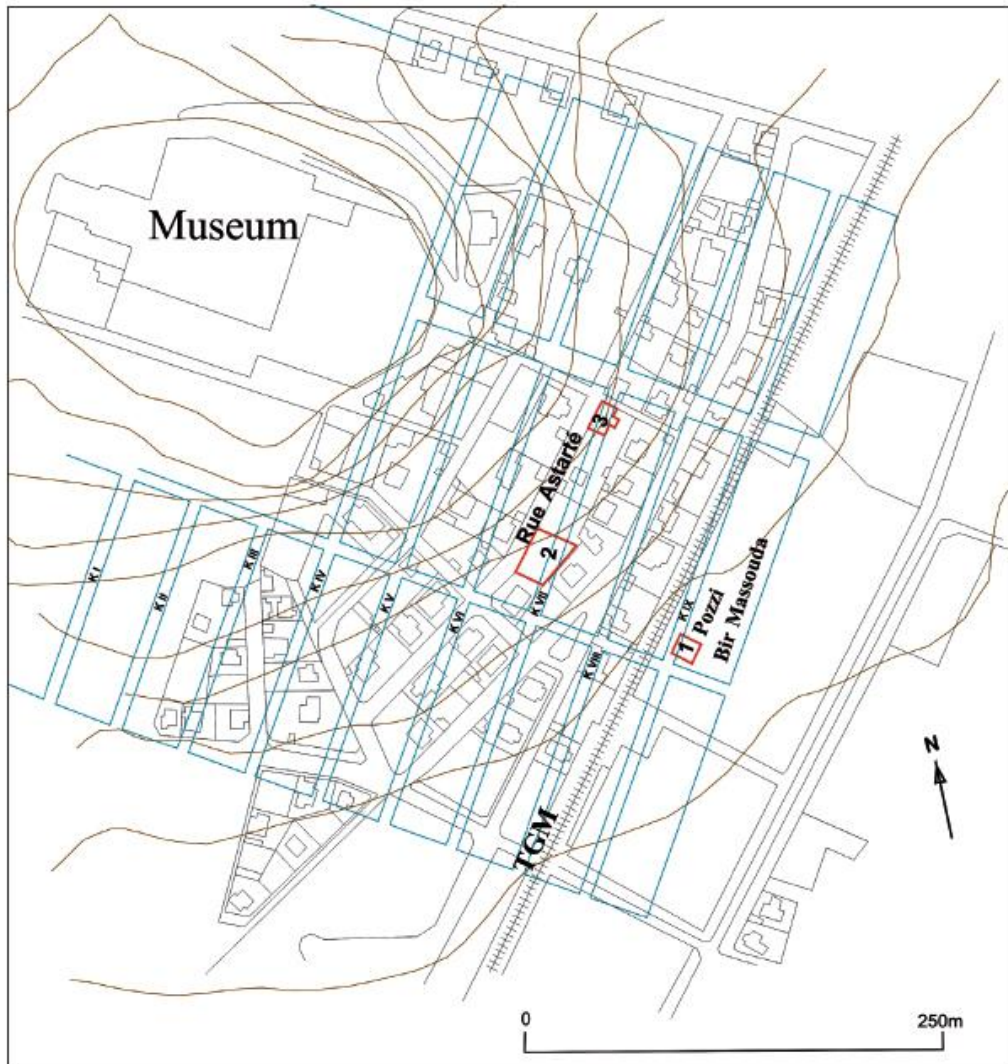 Museum
3
Rue Astarté
2
K I
K II
K III
K IV
K V
K VI
K VII
K VIII
K IX
1
Pozzi
Bir Massouda
TGM
N
0
250m